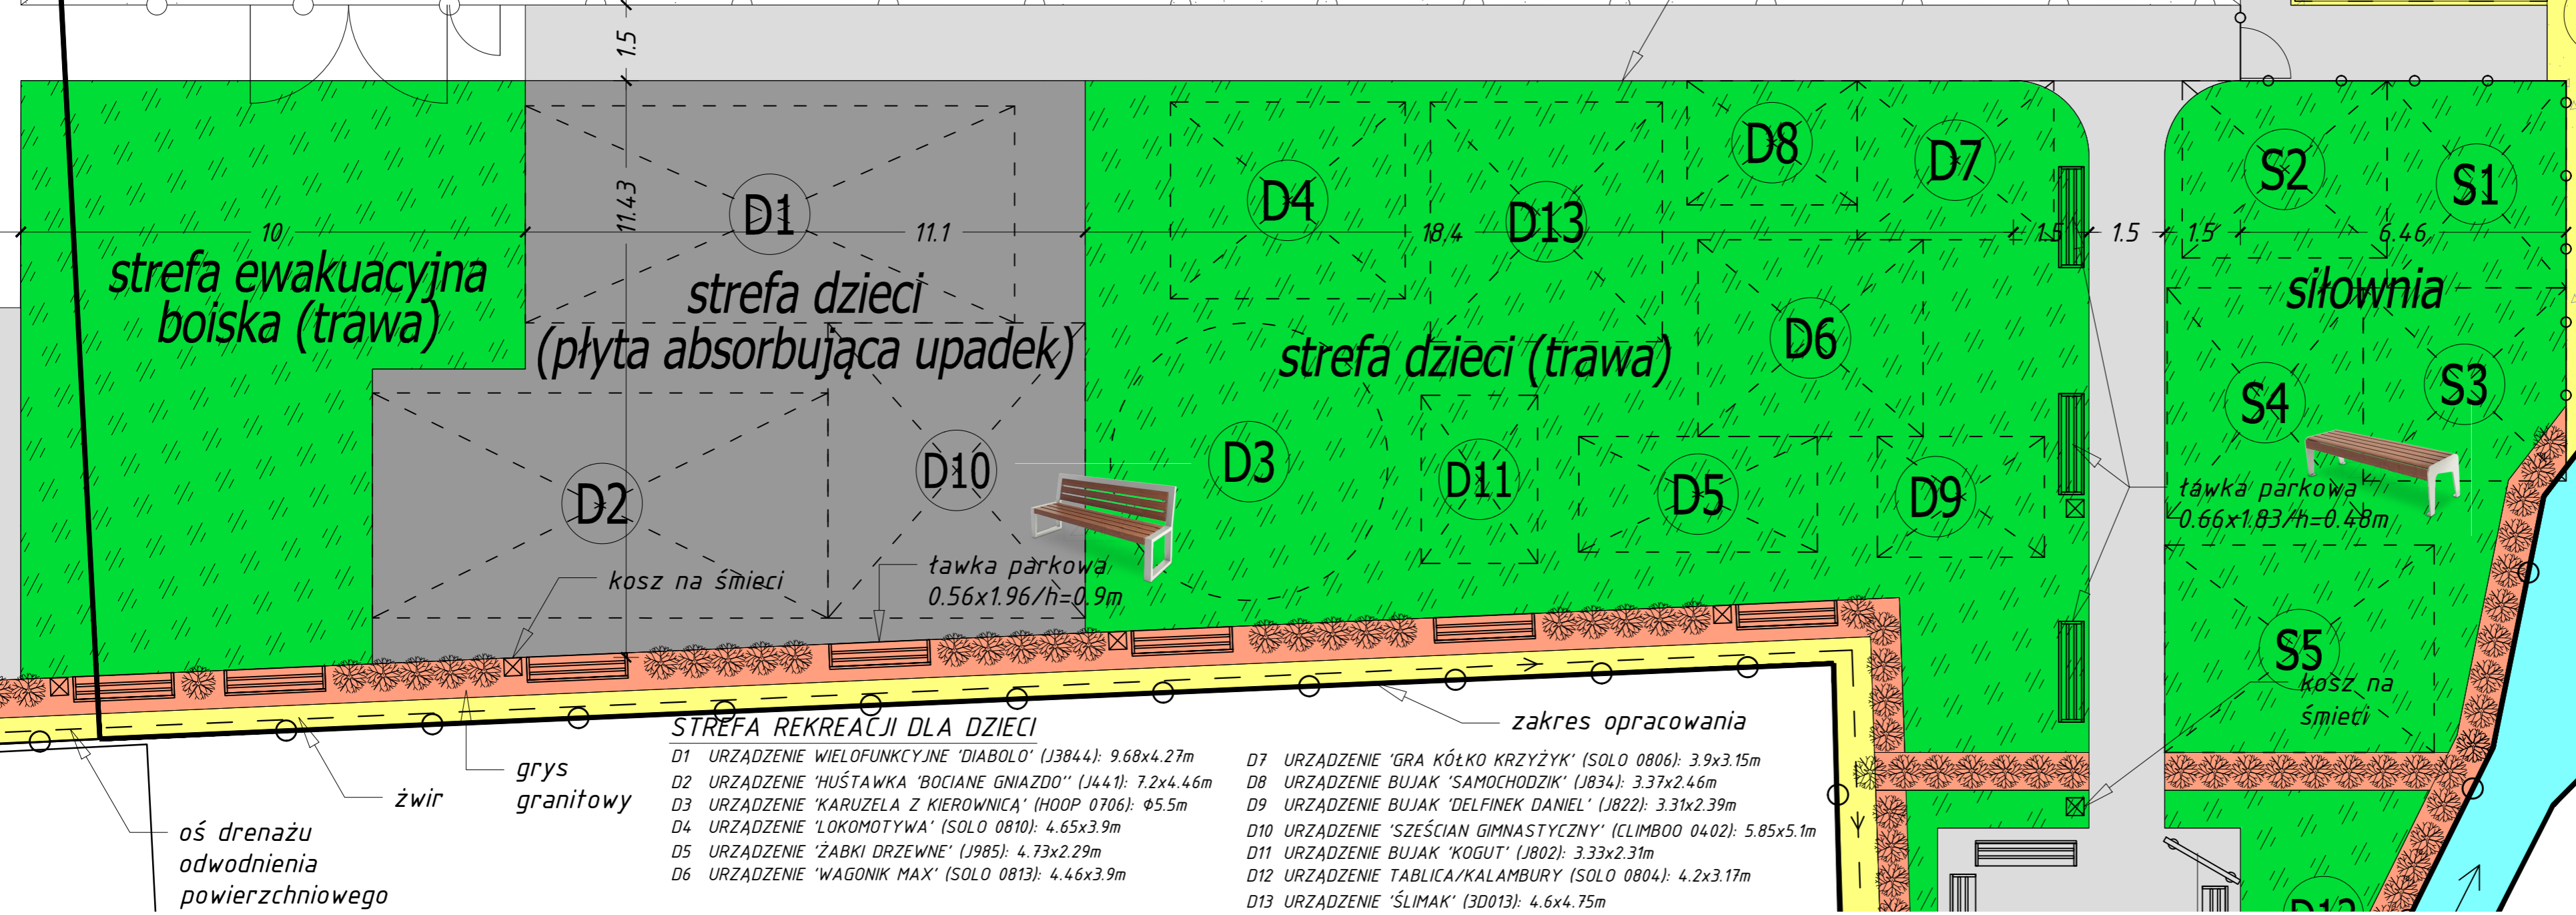 1.5
11.43
10
11.1
18.4
1.5
1.5
1.5
6.46
D1
D4
D13
D8
D7
S2
S1
strefa ewakuacyjna
boiska (trawa)
strefa dzieci
(płyta absorbująca upadek)
strefa dzieci (trawa)
D6
siłownia
S4
S3
D2
D10
D3
D11
D5
D9
S5
kosz na śmieci
ławka parkowa
0.56x1.96/h=0.9m
ławka parkowa
0.66x1.83/h=0.48m
kosz na
śmieci
zakres opracowania
grys
granitowy
żwir
oś drenażu
odwodnienia
powierzchniowego
STREFA REKREACJI DLA DZIECI
D1 URZĄDZENIE WIELOFUNKCYJNE 'DIABOLO' (J3844): 9.68x4.27m
D2 URZĄDZENIE 'HUŚTAWKA 'BOCIANE GNIAZDO'' (J441): 7.2x4.46m
D3 URZĄDZENIE 'KARUZELA Z KIEROWNICĄ' (HOOP 0706): Φ5.5m
D4 URZĄDZENIE 'LOKOMOTYWA' (SOLO 0810): 4.65x3.9m
D5 URZĄDZENIE 'ŻABKI DRZEWNE' (J985): 4.73x2.29m
D6 URZĄDZENIE 'WAGONIK MAX' (SOLO 0813): 4.46x3.9m
D7 URZĄDZENIE 'GRA KÓŁKO KRZYŻYK' (SOLO 0806): 3.9x3.15m
D8 URZĄDZENIE BUJAK 'SAMOCHODZIK' (J834): 3.37x2.46m
D9 URZĄDZENIE BUJAK 'DELFINEK DANIEL' (J822): 3.31x2.39m
D10 URZĄDZENIE 'SZEŚCIAN GIMNASTYCZNY' (CLIMBOO 0402): 5.85x5.1m
D11 URZĄDZENIE BUJAK 'KOGUT' (J802): 3.33x2.31m
D12 URZĄDZENIE TABLICA/KALAMBURY (SOLO 0804): 4.2x3.17m
D13 URZĄDZENIE 'ŚLIMAK' (3D013): 4.6x4.75m
D12